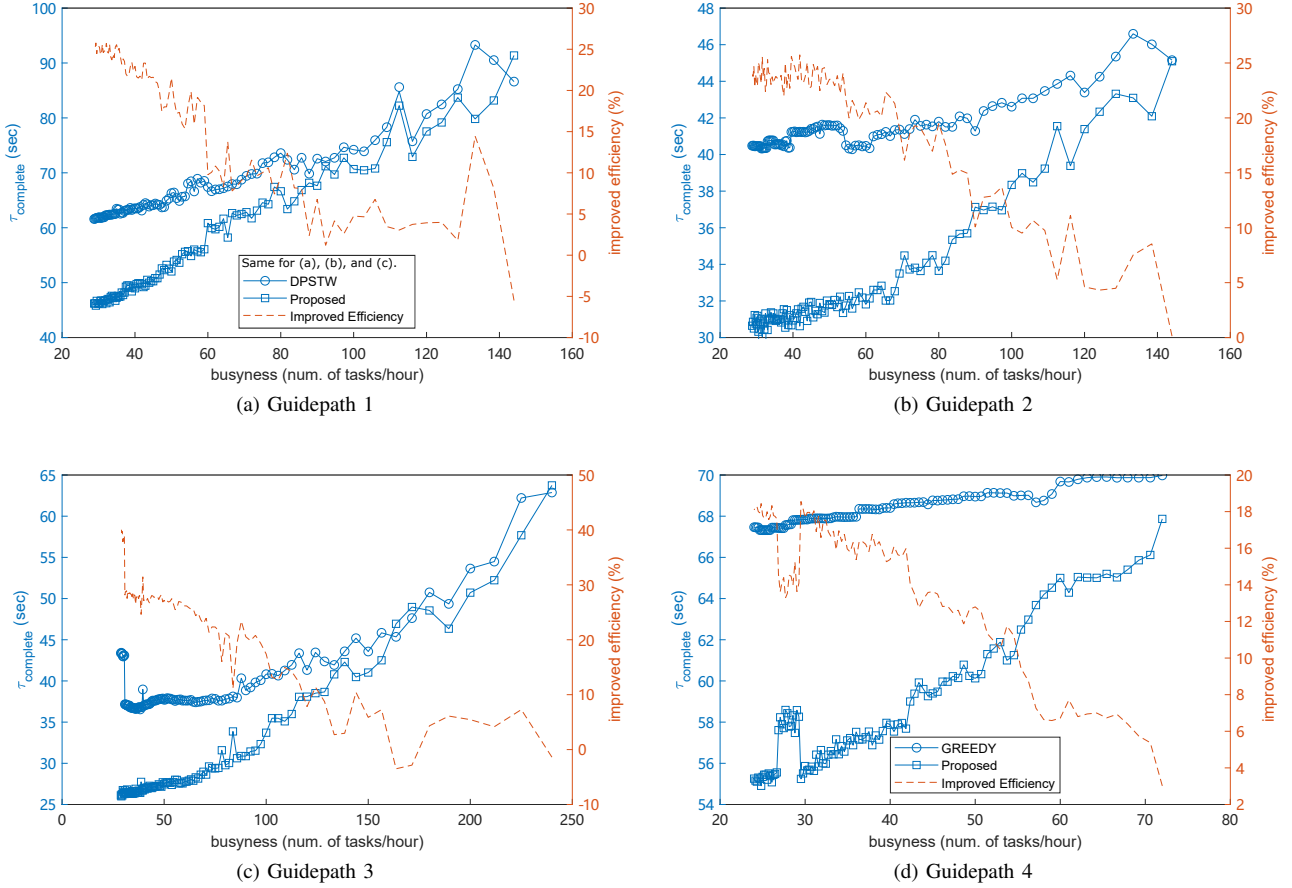 100
90
80
70
60
50
40
τcomplete (sec)
30
25
20
15
10
5
0
-5
-10
improved efficiency (%)
Same for (a), (b), and (c).
DPSTW
Proposed
Improved Efficiency
20 40 60 80 100 120 140 160
busyness (num. of tasks/hour)
(a) Guidepath 1
48
46
44
42
40
38
36
34
32
30
τcomplete (sec)
30
25
20
15
10
5
0
improved efficiency (%)
20 40 60 80 100 120 140 160
busyness (num. of tasks/hour)
(b) Guidepath 2
65
60
55
50
45
40
35
30
25
τcomplete (sec)
50
40
30
20
10
0
-10
improved efficiency (%)
0 50 100 150 200 250
busyness (num. of tasks/hour)
(c) Guidepath 3
70
68
66
64
62
60
58
56
54
τcomplete (sec)
20
18
16
14
12
10
8
6
4
2
improved efficiency (%)
GREEDY
Proposed
Improved Efficiency
20 30 40 50 60 70 80
busyness (num. of tasks/hour)
(d) Guidepath 4